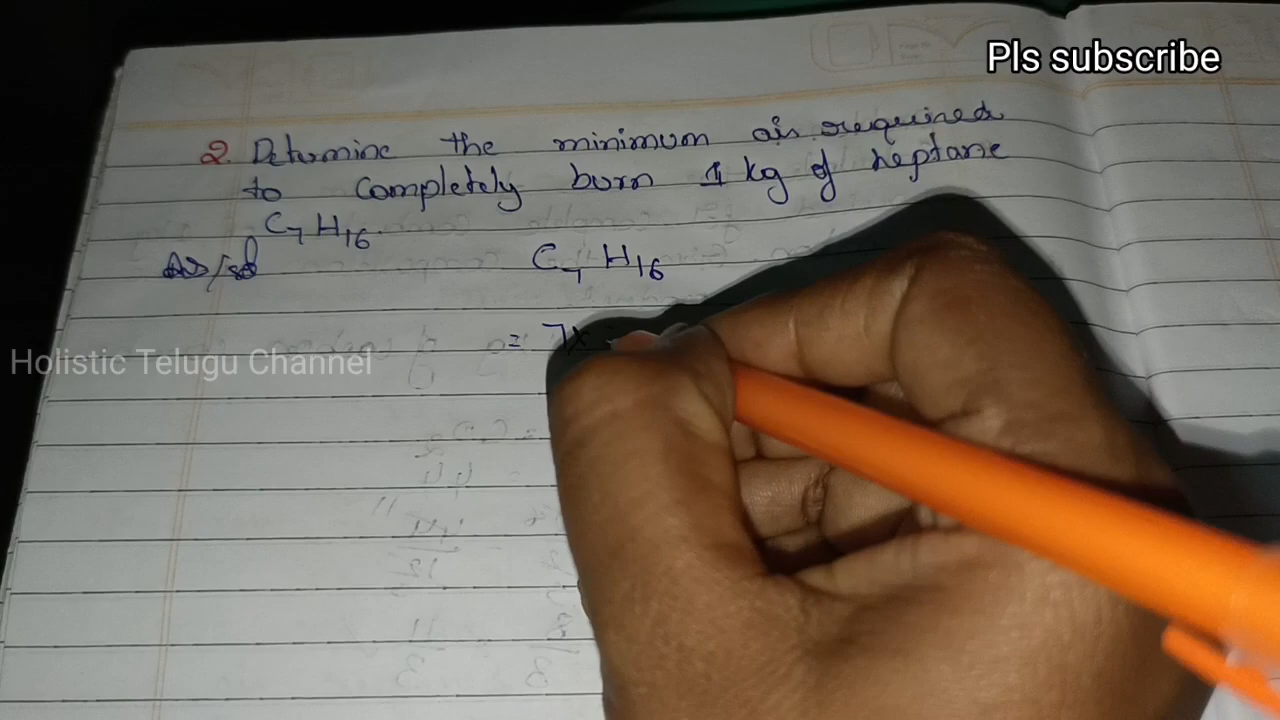 Pls subscribe
2. Determine the minimum air required
to completely burn 1 kg of heptane
C7H16.
Ans/sol
C7 H16
= 7x
Holistic Telugu Channel